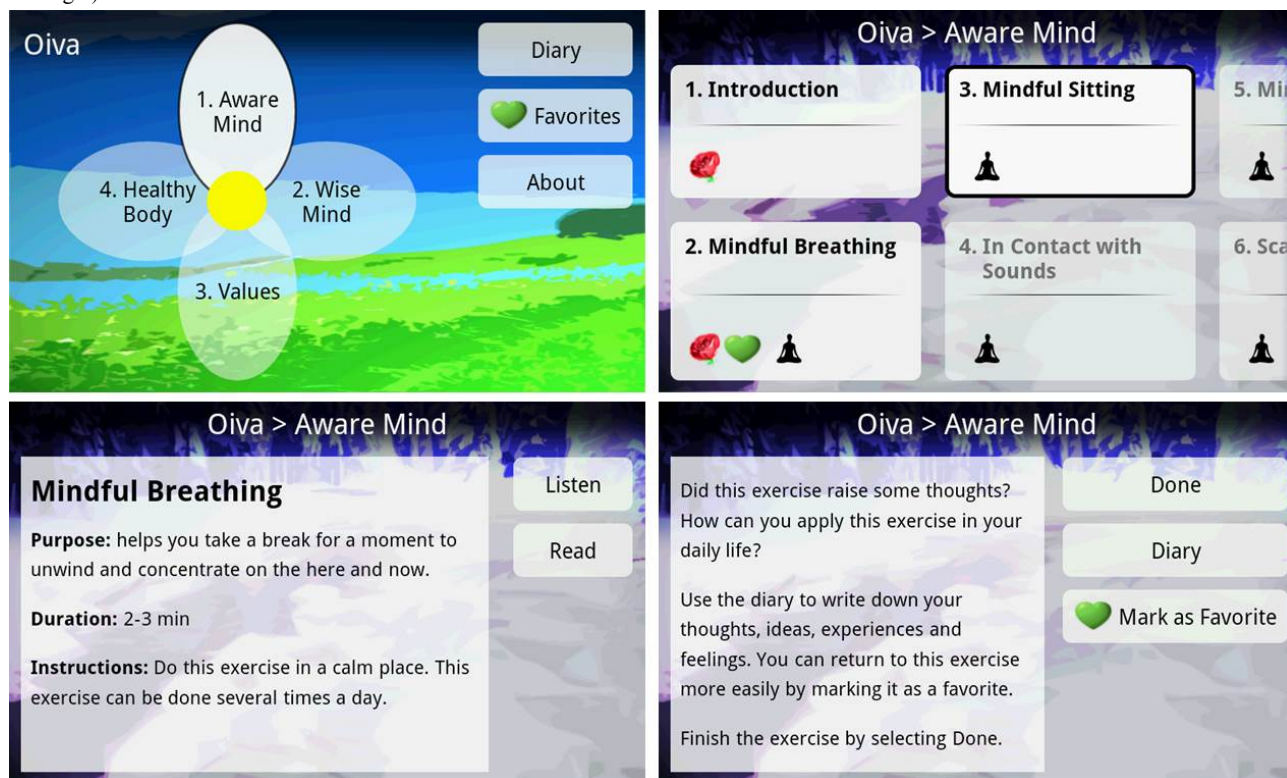 Oiva
1. Aware
Mind
4. Healthy
Body
2. Wise
Mind
3. Values
Diary
Favorites
About
Oiva > Aware Mind
1. Introduction
3. Mindful Sitting
2. Mindful Breathing
4. In Contact with
Sounds
5. Mi
6. Sca
Oiva > Aware Mind
Mindful Breathing
Purpose: helps you take a break for a moment to
unwind and concentrate on the here and now.
Duration: 2-3 min
Instructions: Do this exercise in a calm place. This
exercise can be done several times a day.
Listen
Read
Oiva > Aware Mind
Did this exercise raise some thoughts?
How can you apply this exercise in your
daily life?
Use the diary to write down your
thoughts, ideas, experiences and
feelings. You can return to this exercise
more easily by marking it as a favorite.
Finish the exercise by selecting Done.
Done
Diary
Mark as Favorite